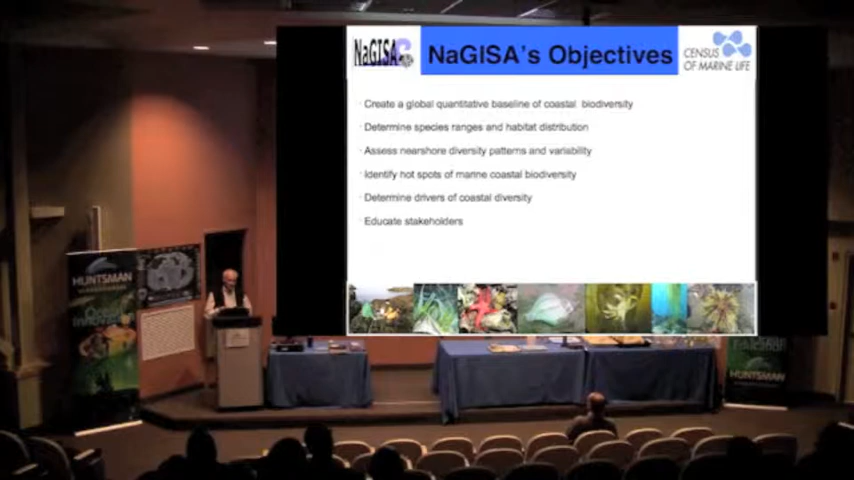 NaGISA
NaGISA's Objectives
CENSUS
OF MARINE LIFE
· Create a global quantitative baseline of coastal biodiversity
· Determine species ranges and habitat distribution
· Assess nearshore diversity patterns and variability
· Identify hot spots of marine coastal biodiversity
· Determine drivers of coastal diversity
· Educate stakeholders
HUNTSMAN
HUNTSMAN